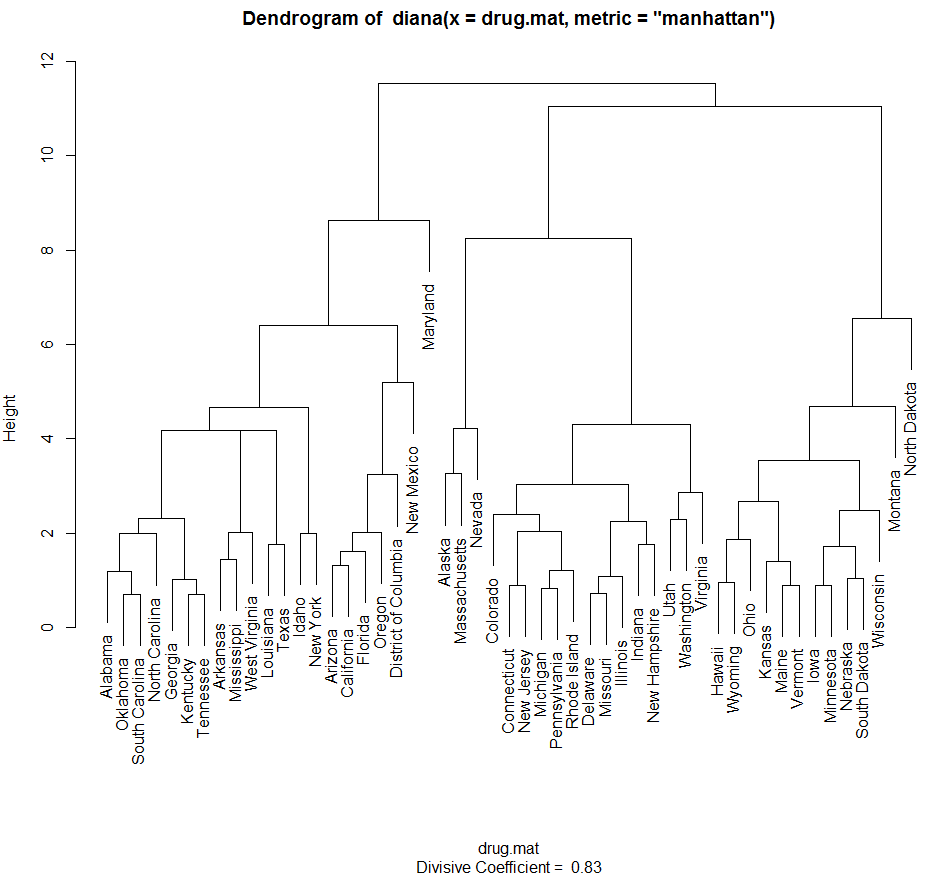 Dendrogram of  diana(x = drug.mat, metric = "manhattan")
Height
12
10
8
6
4
2
0
Alabama
Oklahoma
South Carolina
North Carolina
Georgia
Kentucky
Tennessee
Arkansas
Mississippi
West Virginia
Louisiana
Texas
Idaho
New York
Arizona
California
Florida
Oregon
District of Columbia
New Mexico
Maryland
Alaska
Massachusetts
Nevada
Colorado
Connecticut
New Jersey
Michigan
Pennsylvania
Rhode Island
Delaware
Missouri
Illinois
Indiana
New Hampshire
Utah
Washington
Virginia
Hawaii
Wyoming
Ohio
Kansas
Maine
Vermont
Iowa
Minnesota
Nebraska
South Dakota
Wisconsin
Montana
North Dakota
drug.mat
Divisive Coefficient =  0.83